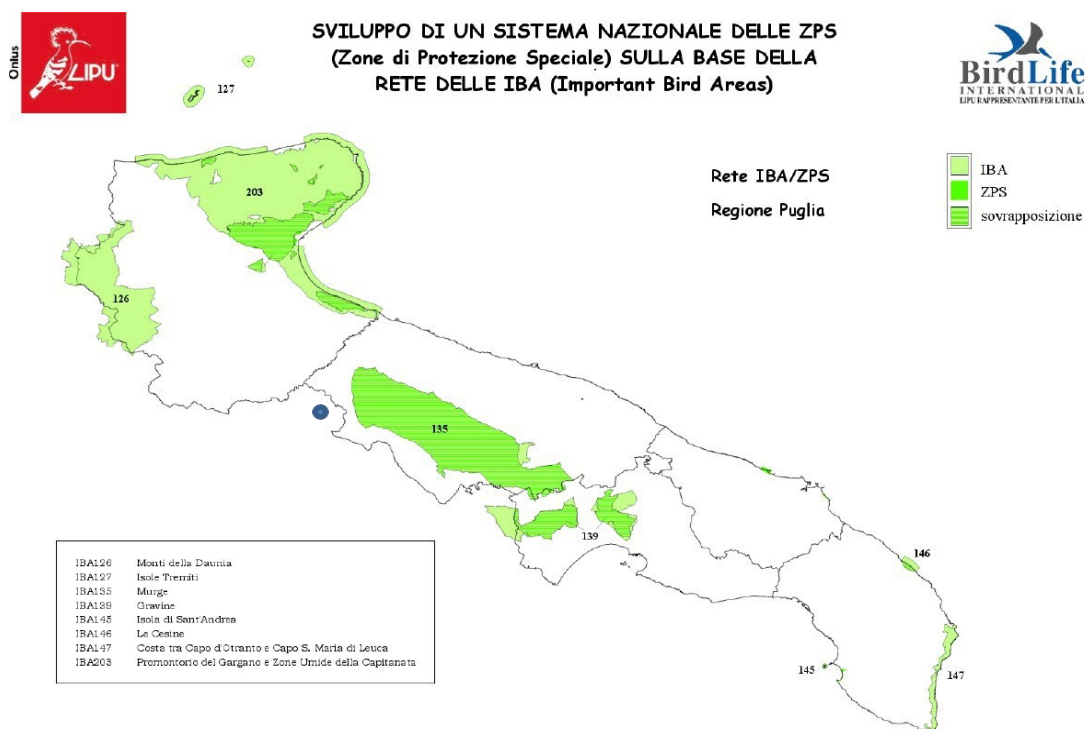 Onlus
LIPU
SVILUPPO DI UN SISTEMA NAZIONALE DELLE ZPS
(Zone di Protezione Speciale) SULLA BASE DELLA
RETE DELLE IBA (Important Bird Areas)
BirdLife
INTERNATIONAL
LIPU RAPPRESENTANTE PER L'ITALIA
Rete IBA/ZPS
Regione Puglia
IBA
ZPS
sovrapposizione
127
203
126
135
139
146
145
147
IBA126 Monti della Daunia
IBA127 Isole Tremiti
IBA135 Murge
IBA139 Gravine
IBA145 Isola di Sant'Andrea
IBA146 Le Cesine
IBA147 Costa tra Capo d'Otranto e Capo S. Maria di Leuca
IBA203 Promontorio del Gargano e Zone Umide della Capitanata